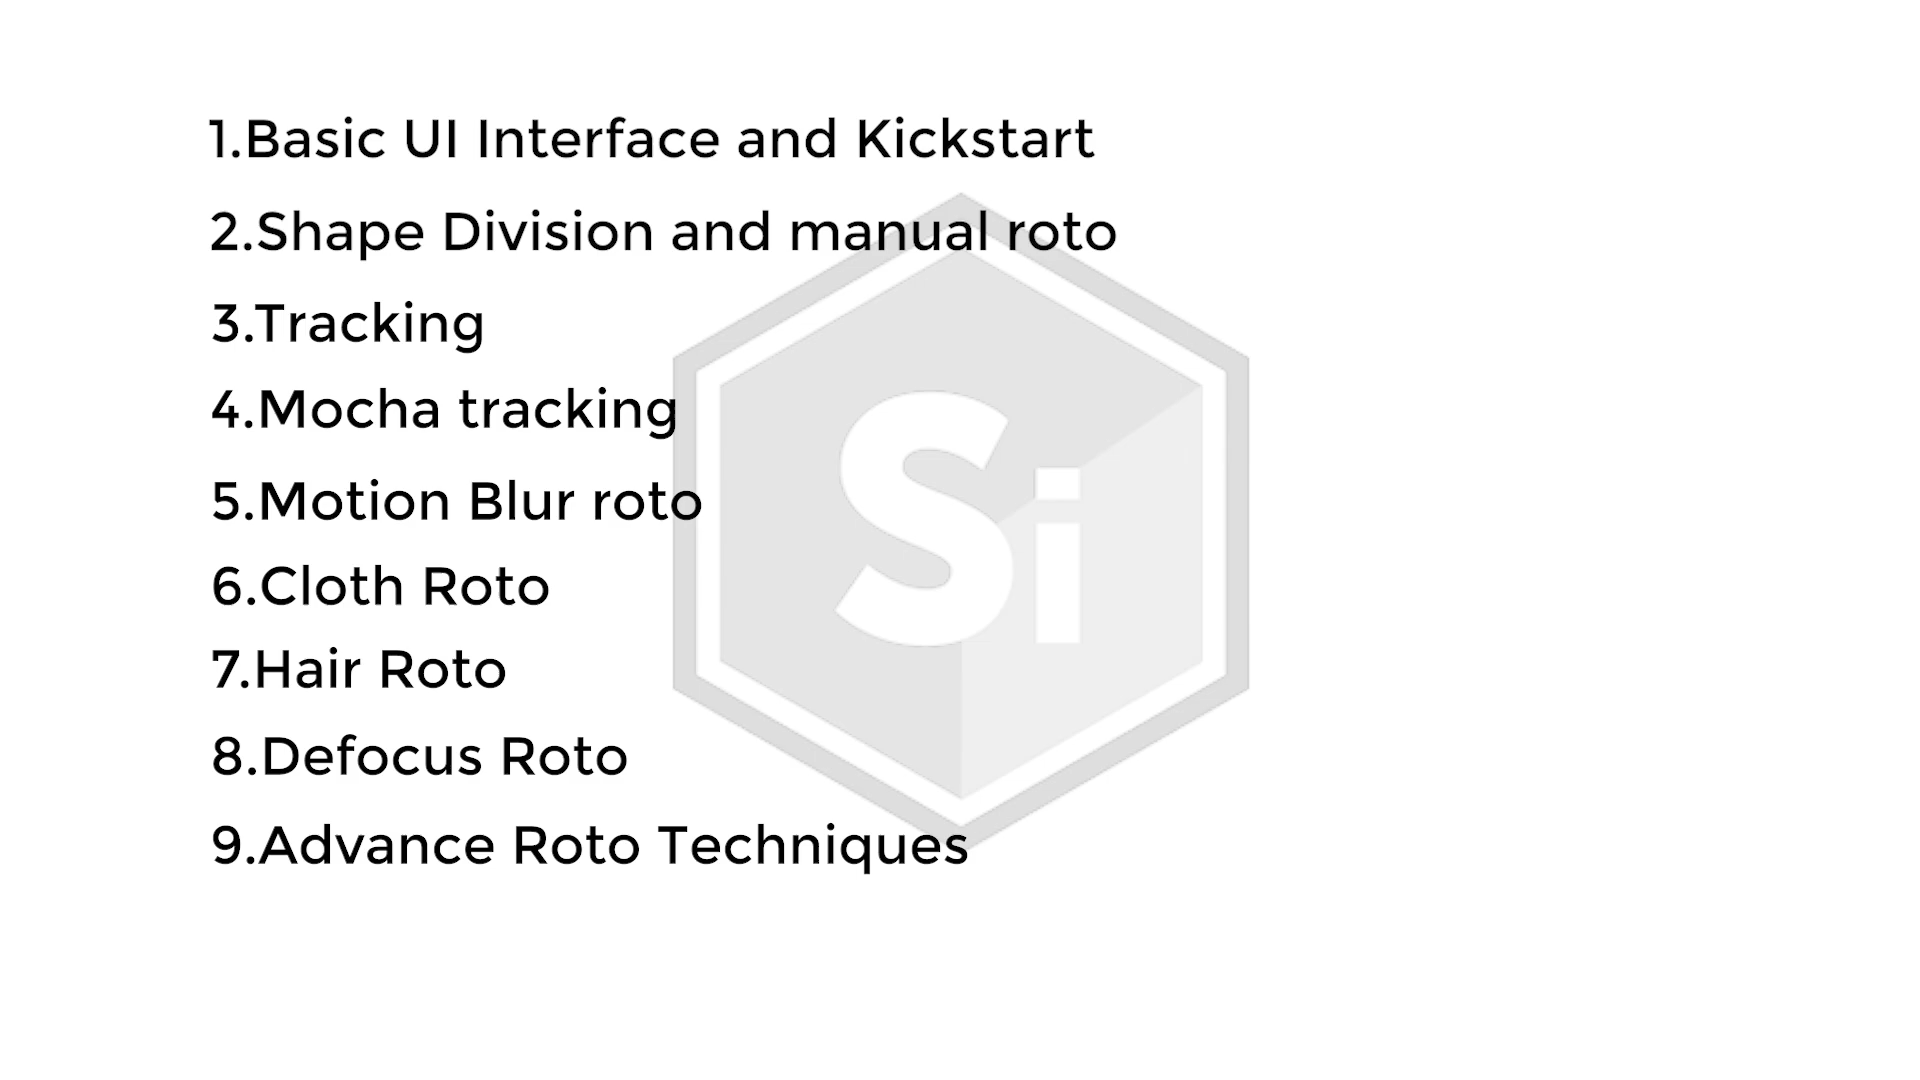 1.Basic UI Interface and Kickstart
2.Shape Division and manual roto
3.Tracking
4.Mocha tracking
5.Motion Blur roto
6.Cloth Roto
7.Hair Roto
8.Defocus Roto
9.Advance Roto Techniques
Si